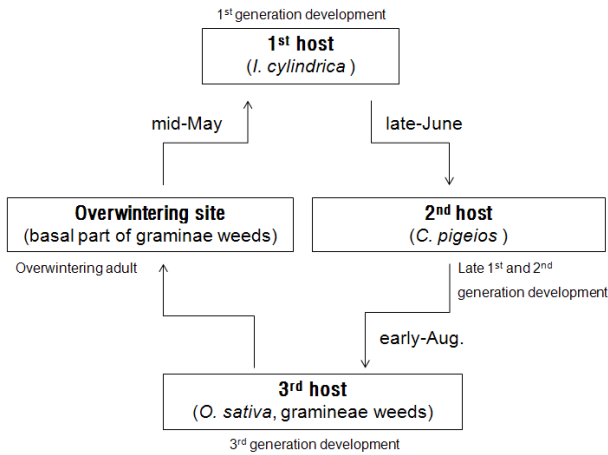 1st generation development
1st host
(I. cylindrica )
mid-May
late-June
Overwintering site
(basal part of graminae weeds)
Overwintering adult
2nd host
(C. pigeios )
Late 1st and 2nd
generation development
early-Aug.
3rd host
(O. sativa, gramineae weeds)
3rd generation development